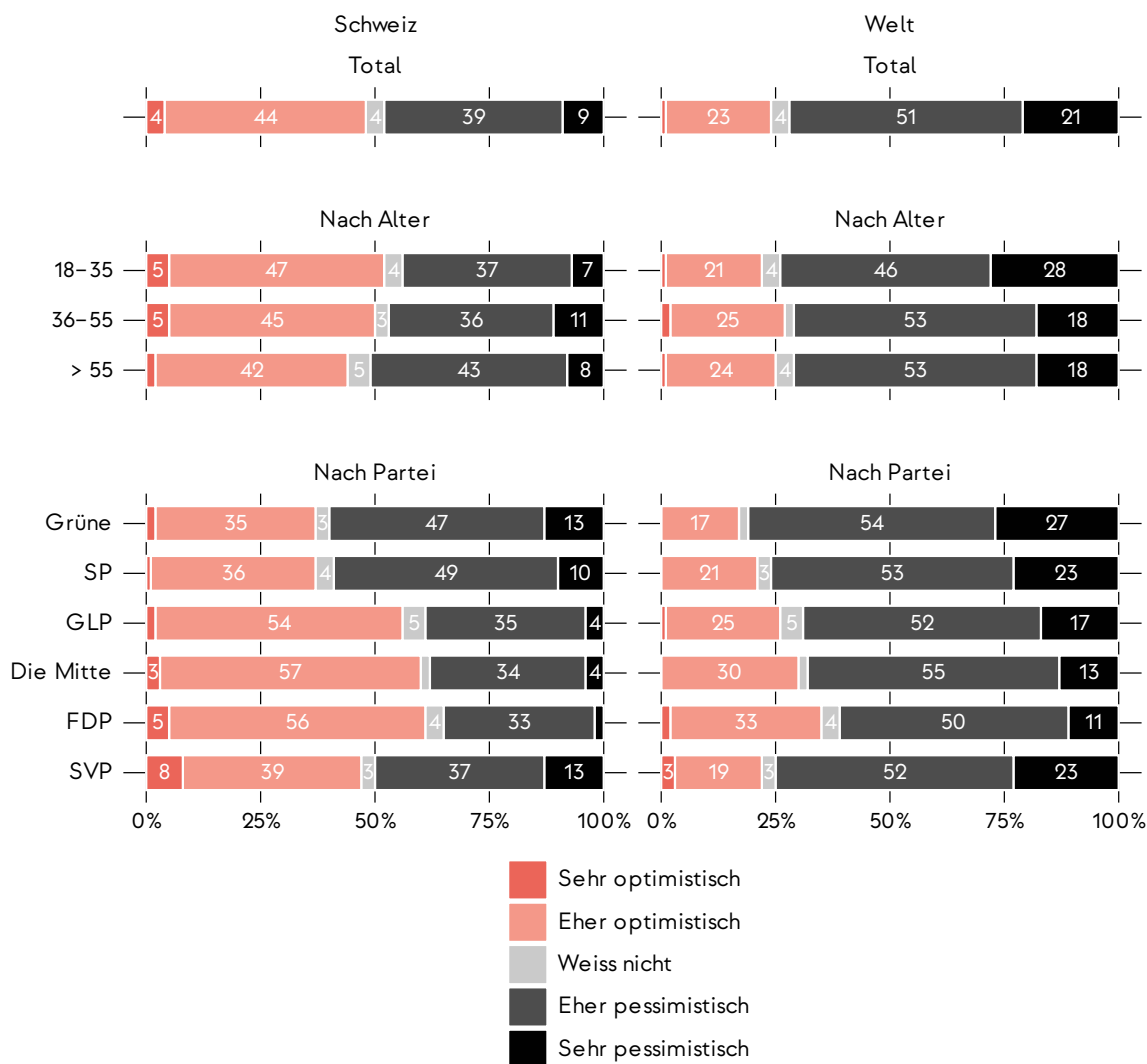 Schweiz Welt
Total Total
4 44 4 39 9 23 4 51 21
Nach Alter Nach Alter
18–35 5 47 4 37 7 21 4 46 28
36–55 5 45 3 36 11 25 53 18
> 55 42 5 43 8 24 4 53 18
Nach Partei Nach Partei
Grüne 35 3 47 13 17 54 27
SP 36 4 49 10 21 3 53 23
GLP 54 5 35 4 25 5 52 17
Die Mitte 3 57 34 4 30 55 13
FDP 5 56 4 33 33 4 50 11
SVP 8 39 3 37 13 3 19 3 52 23
0% 25% 50% 75% 100% 0% 25% 50% 75% 100%
Sehr optimistisch
Eher optimistisch
Weiss nicht
Eher pessimistisch
Sehr pessimistisch